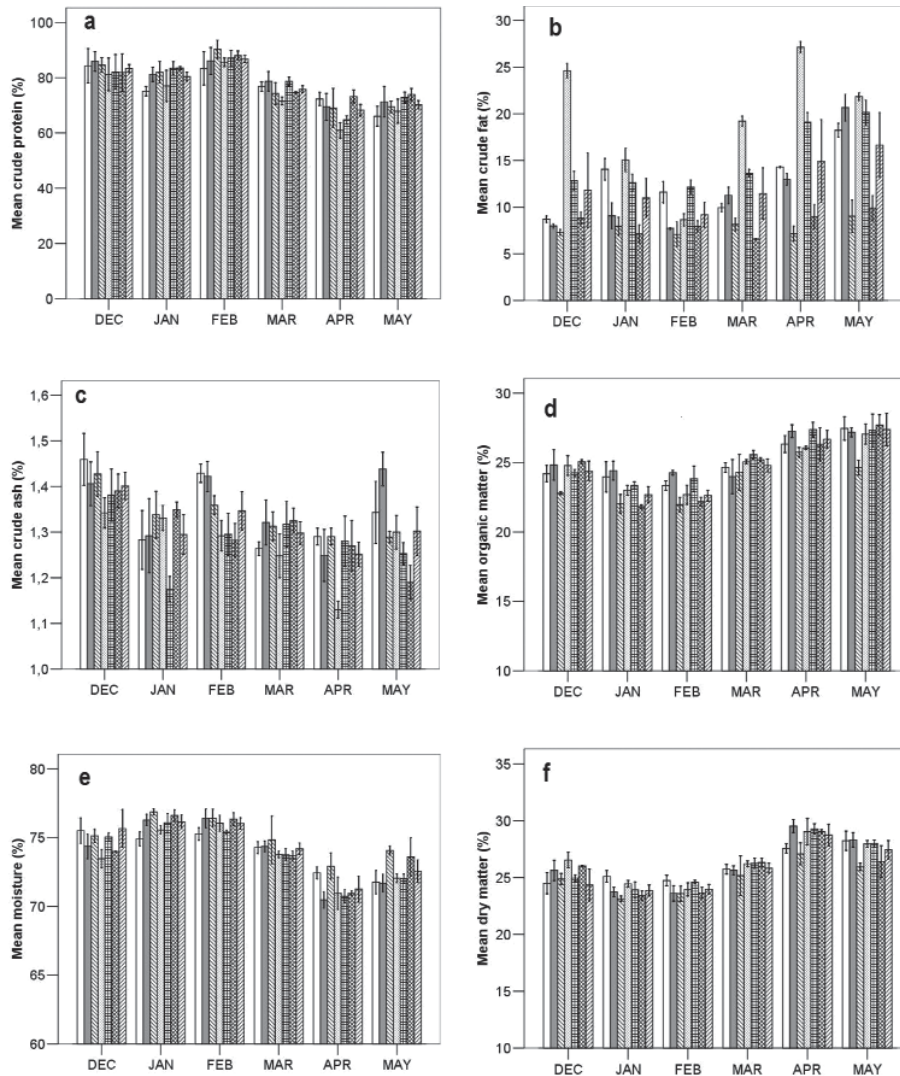 a
Mean crude protein (%)
100
80
60
40
20
0
DEC JAN FEB MAR APR MAY
b
Mean crude fat (%)
30
25
20
15
10
5
0
DEC JAN FEB MAR APR MAY
c
Mean crude ash (%)
1,6
1,5
1,4
1,3
1,2
1,1
1,0
DEC JAN FEB MAR APR MAY
d
Mean organic matter (%)
30
25
20
15
10
DEC JAN FEB MAR APR MAY
e
Mean moisture (%)
80
75
70
65
60
DEC JAN FEB MAR APR MAY
f
Mean dry matter (%)
35
30
25
20
15
10
DEC JAN FEB MAR APR MAY